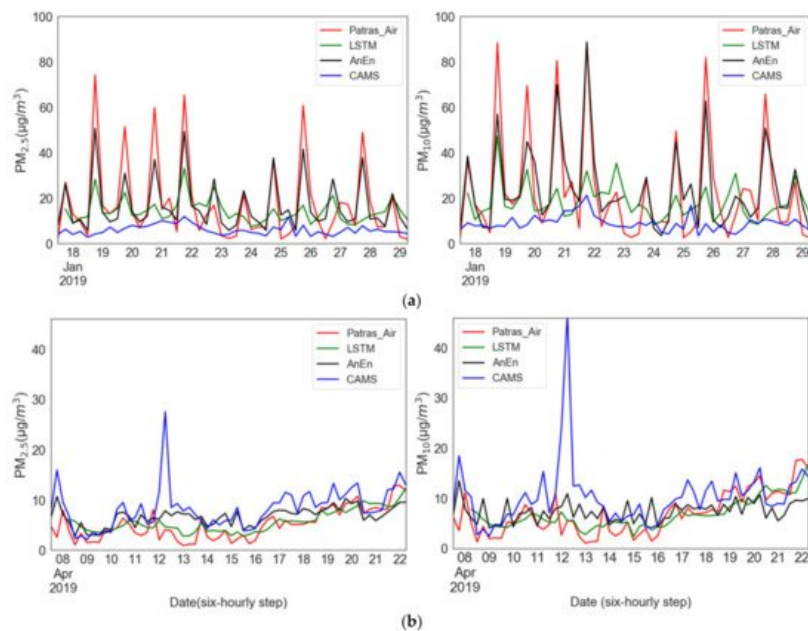 100
80
60
40
20
0
PM2.5(μg/m³)
Patras_Air
LSTM
AnEn
CAMS
18 19 20 21 22 23 24 25 26 27 28 29
Jan
2019
100
80
60
40
20
0
PM10(μg/m³)
Patras_Air
LSTM
AnEn
CAMS
18 19 20 21 22 23 24 25 26 27 28 29
Jan
2019
(a)
40
30
20
10
0
PM2.5(μg/m³)
Patras_Air
LSTM
AnEn
CAMS
08 09 10 11 12 13 14 15 16 17 18 19 20 21 22
Apr
2019
Date(six-hourly step)
40
30
20
10
0
PM10(μg/m³)
Patras_Air
LSTM
AnEn
CAMS
08 09 10 11 12 13 14 15 16 17 18 19 20 21 22
Apr
2019
Date (six-hourly step)
(b)